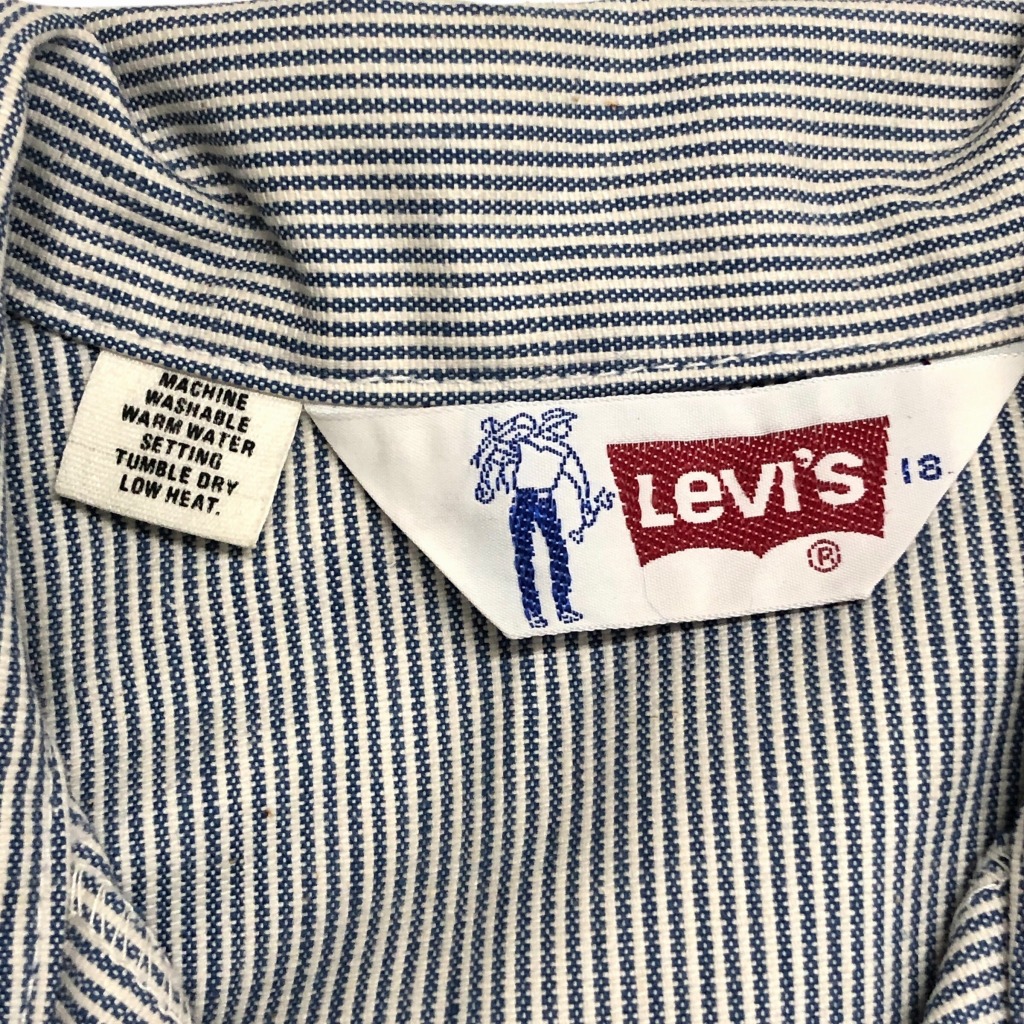 MACHINE
WASHABLE
WARM WATER
SETTING
TUMBLE DRY
LOW HEAT.
LEVI'S
®
18